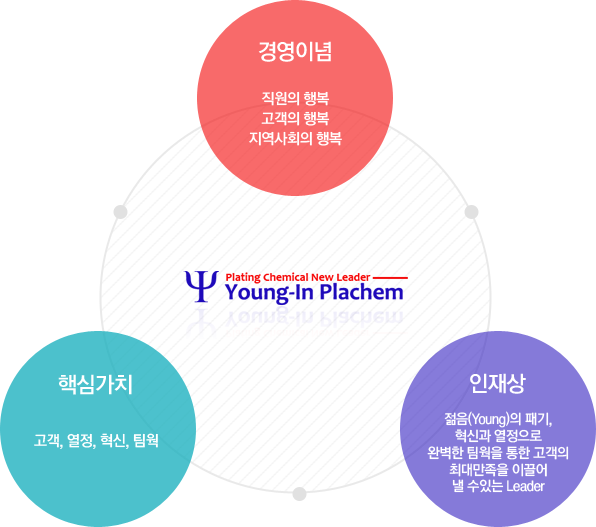 경영이념
직원의 행복
고객의 행복
지역사회의 행복
Plating Chemical New Leader
Young-In Plachem
핵심가치
고객, 열정, 혁신, 팀웍
인재상
젊음(Young)의 패기,
혁신과 열정으로
완벽한 팀웍을 통한 고객의
최대만족을 이끌어
낼 수있는 Leader